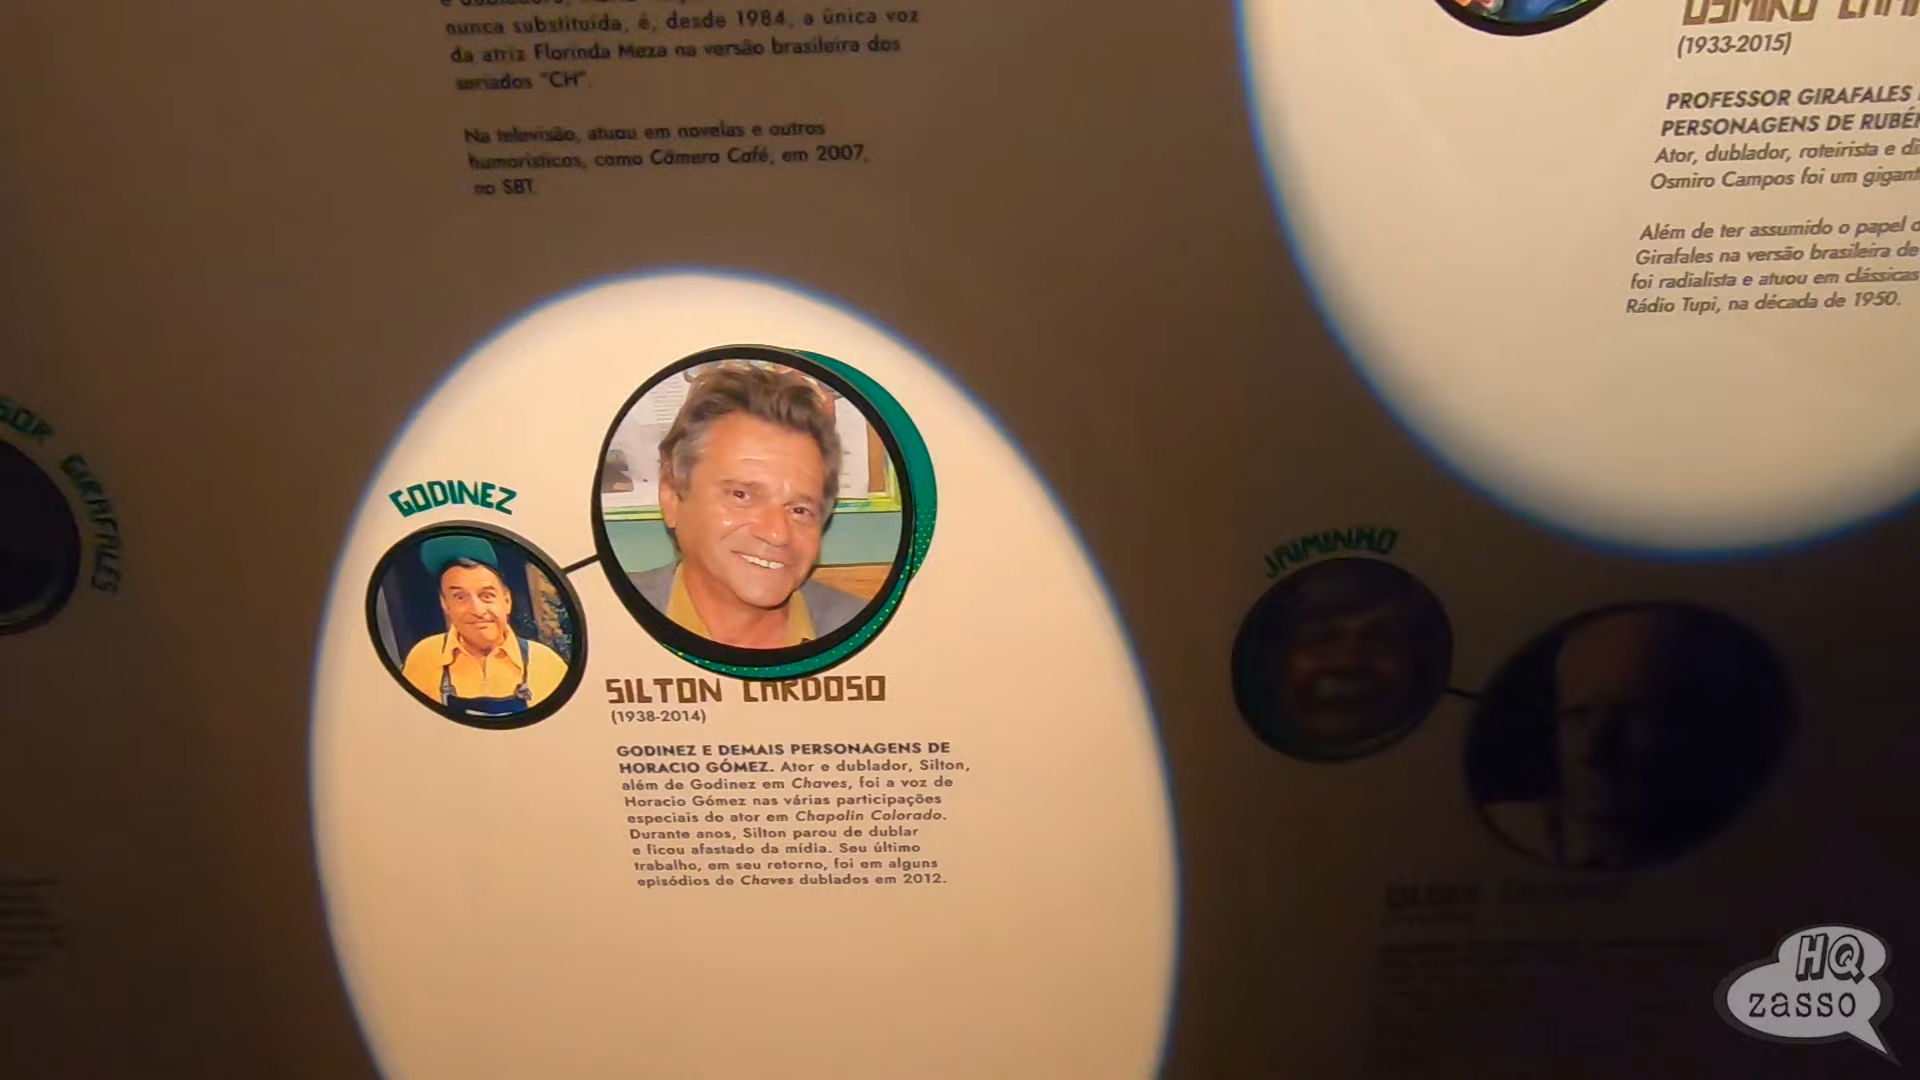 nunca substituída, é, desde 1984, a única voz
da atriz Florinda Meza na versão brasileira dos
seriados "CH".
Na televisão, atuou em novelas e outros
humorísticos, como Câmera Café, em 2007,
no SBT.
OSMIRO
(1933-2015)
PROFESSOR GIRAFALES
PERSONAGENS DE
Ator, dublador, roteirista e
Osmiro Campos foi um
Além de ter assumido o papel
Girafales na versão brasileira de
foi radialista e atuou em clássicas
Rádio Tupi, na década de 1950.
GIRAFALES
GODINEZ
SILTON CARDOSO
(1938-2014)
GODINEZ E DEMAIS PERSONAGENS DE
HORACIO GÓMEZ. Ator e dublador, Silton,
além de Godinez em Chaves, foi a voz de
Horacio Gómez nas várias participações
especiais do ator em Chapolin Colorado.
Durante anos, Silton parou de dublar
e ficou afastado da mídia. Seu último
trabalho, em seu retorno, foi em alguns
episódios de Chaves dublados em 2012.
JAIMINHO
HQ
zasso